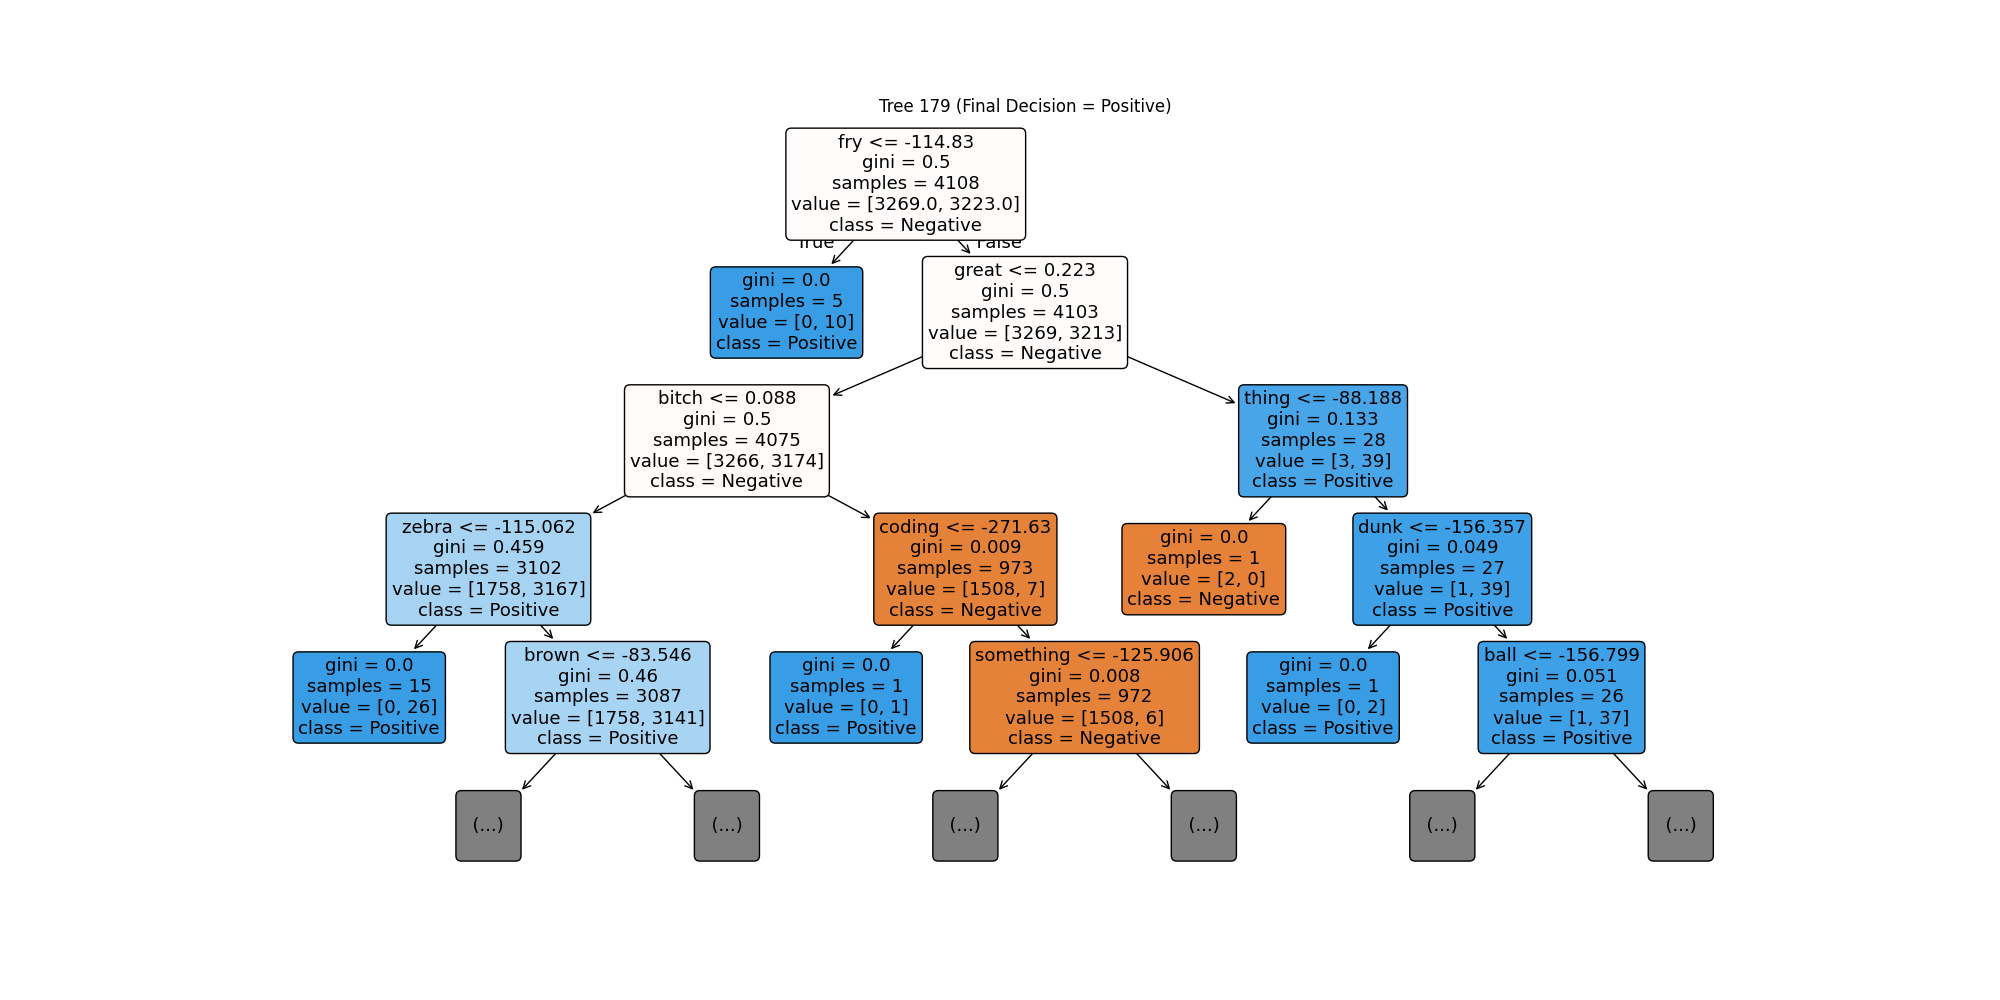 Tree 179 (Final Decision = Positive)
fry <= -114.83
gini = 0.5
samples = 4108
value = [3269.0, 3223.0]
class = Negative
True
False
gini = 0.0
samples = 5
value = [0, 10]
class = Positive
great <= 0.223
gini = 0.5
samples = 4103
value = [3269, 3213]
class = Negative
bitch <= 0.088
gini = 0.5
samples = 4075
value = [3266, 3174]
class = Negative
thing <= -88.188
gini = 0.133
samples = 28
value = [3, 39]
class = Positive
zebra <= -115.062
gini = 0.459
samples = 3102
value = [1758, 3167]
class = Positive
coding <= -271.63
gini = 0.009
samples = 973
value = [1508, 7]
class = Negative
gini = 0.0
samples = 1
value = [2, 0]
class = Negative
dunk <= -156.357
gini = 0.049
samples = 27
value = [1, 39]
class = Positive
gini = 0.0
samples = 15
value = [0, 26]
class = Positive
brown <= -83.546
gini = 0.46
samples = 3087
value = [1758, 3141]
class = Positive
gini = 0.0
samples = 1
value = [0, 1]
class = Positive
something <= -125.906
gini = 0.008
samples = 972
value = [1508, 6]
class = Negative
gini = 0.0
samples = 1
value = [0, 2]
class = Positive
ball <= -156.799
gini = 0.051
samples = 26
value = [1, 37]
class = Positive
(...)
(...)
(...)
(...)
(...)
(...)